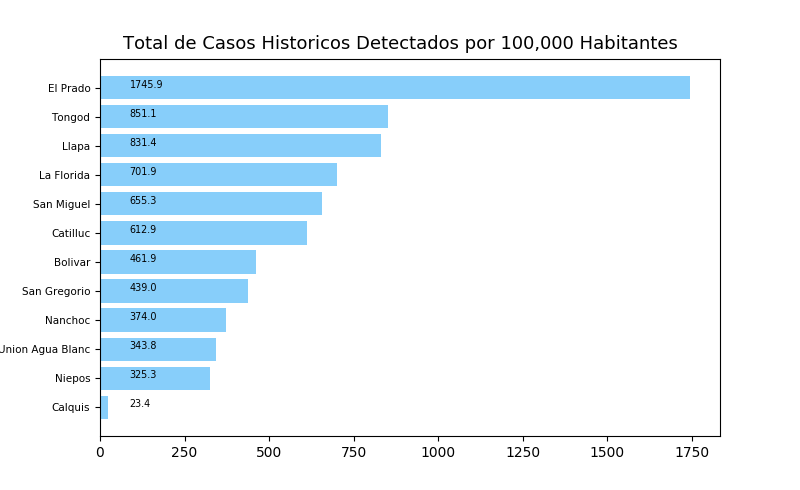 Total de Casos Historicos Detectados por 100,000 Habitantes
El Prado 1745.9
Tongod 851.1
Llapa 831.4
La Florida 701.9
San Miguel 655.3
Catilluc 612.9
Bolivar 461.9
San Gregorio 439.0
Nanchoc 374.0
Union Agua Blanc 343.8
Niepos 325.3
Calquis 23.4
0 250 500 750 1000 1250 1500 1750